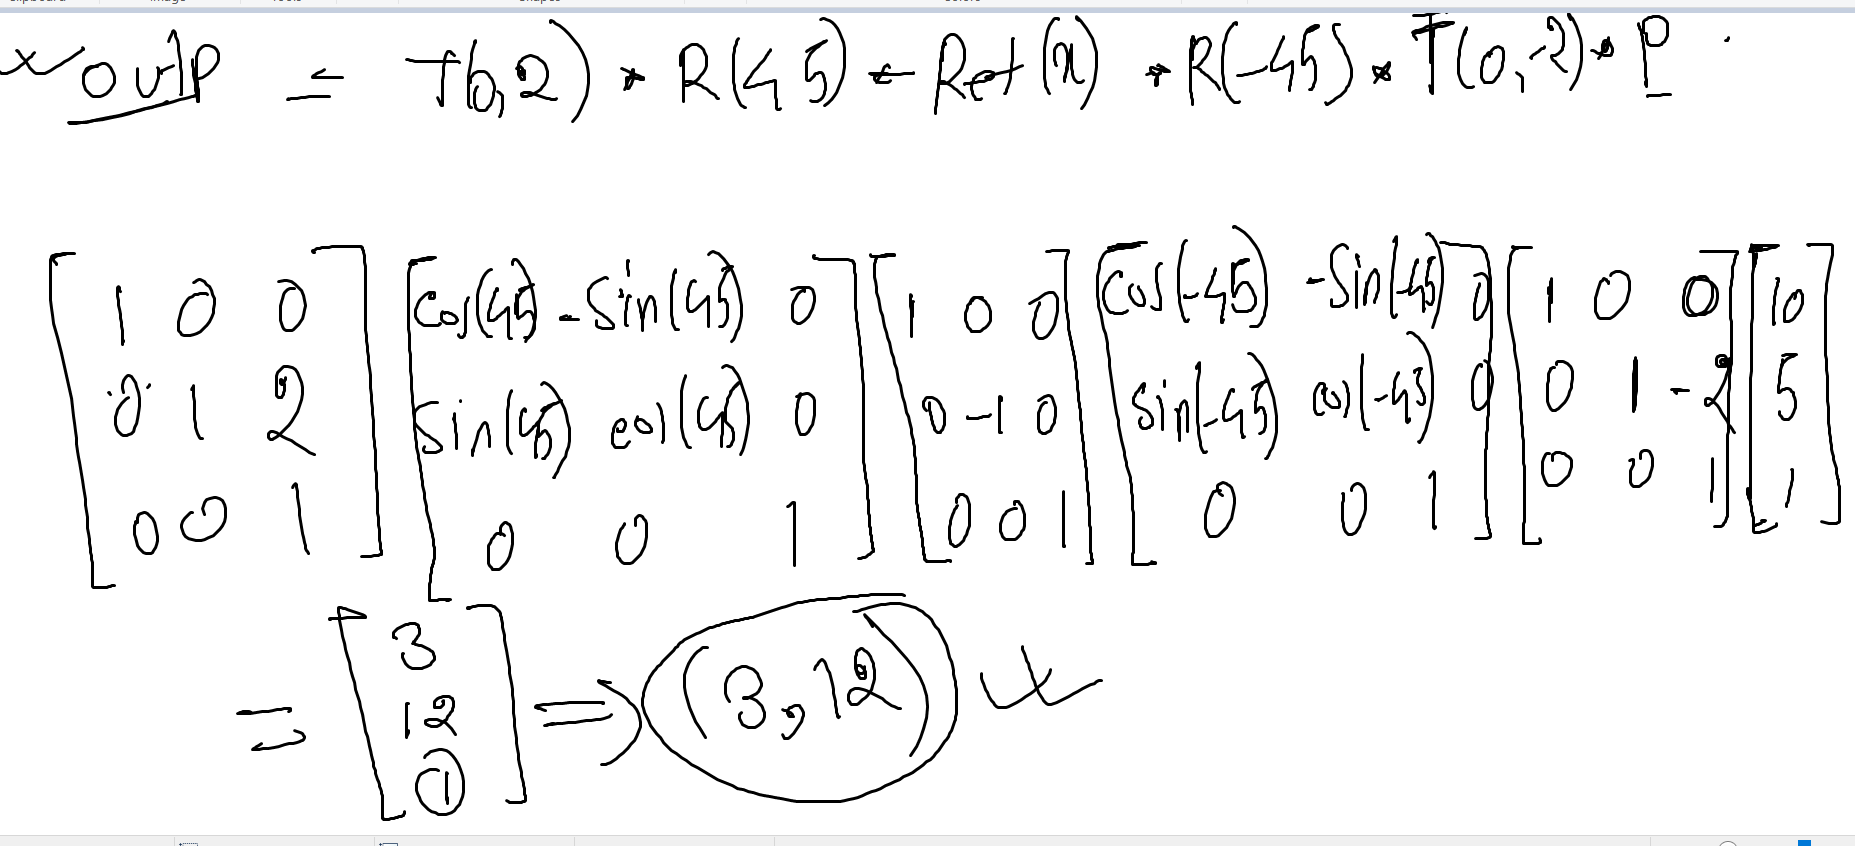 out|P = T(0,2) * R(45) * Ret(x) * R(-45) * T(0,-2) * P
1 0 0 cos(45) -Sin(45) 0 1 0 0 cos(-45) -Sin(-45) 0 1 0 0 10
0 1 2 Sin(45) cos(45) 0 0 -1 0 Sin(-45) cos(-45) 0 0 1 -2 5
0 0 1 0 0 1 0 0 1 0 0 1 0 0 1 1
= [3 12 1] => (3,12)